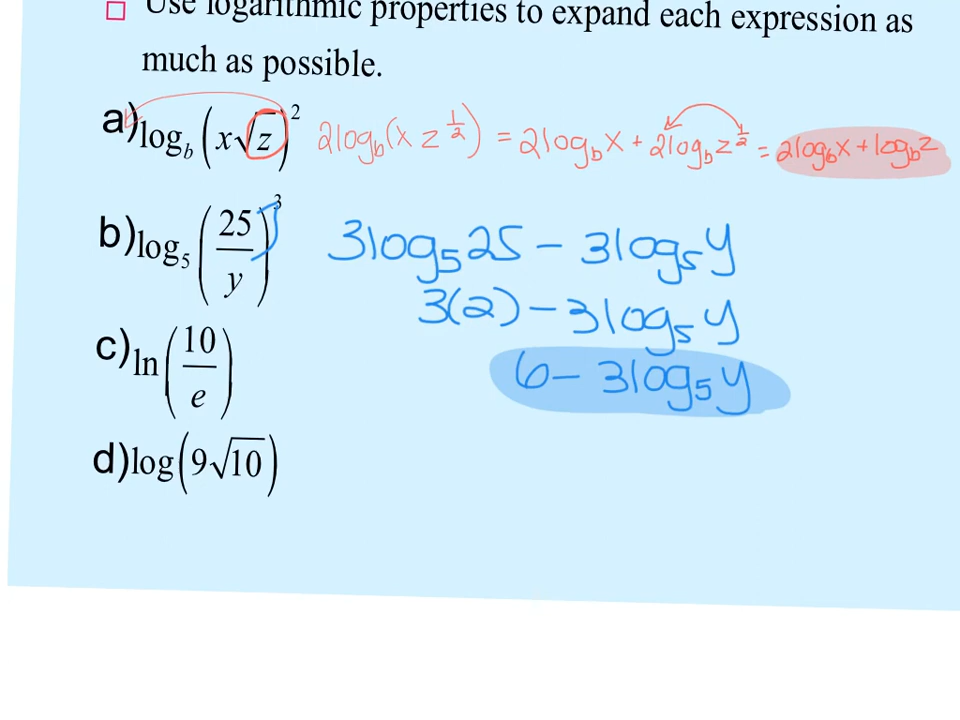 Use logarithmic properties to expand each expression as
much as possible.
a) log_b (x√z)^2 2log_b(x z^{1/2}) = 2log_b x + 2log_b z^{1/2} = 2log_b x + log_b z
b) log_5 (25/y)^3 3log_5 25 − 3log_5 y
3(2) − 3log_5 y
6 − 3log_5 y
c) ln (10/e)
d) log(9√10)